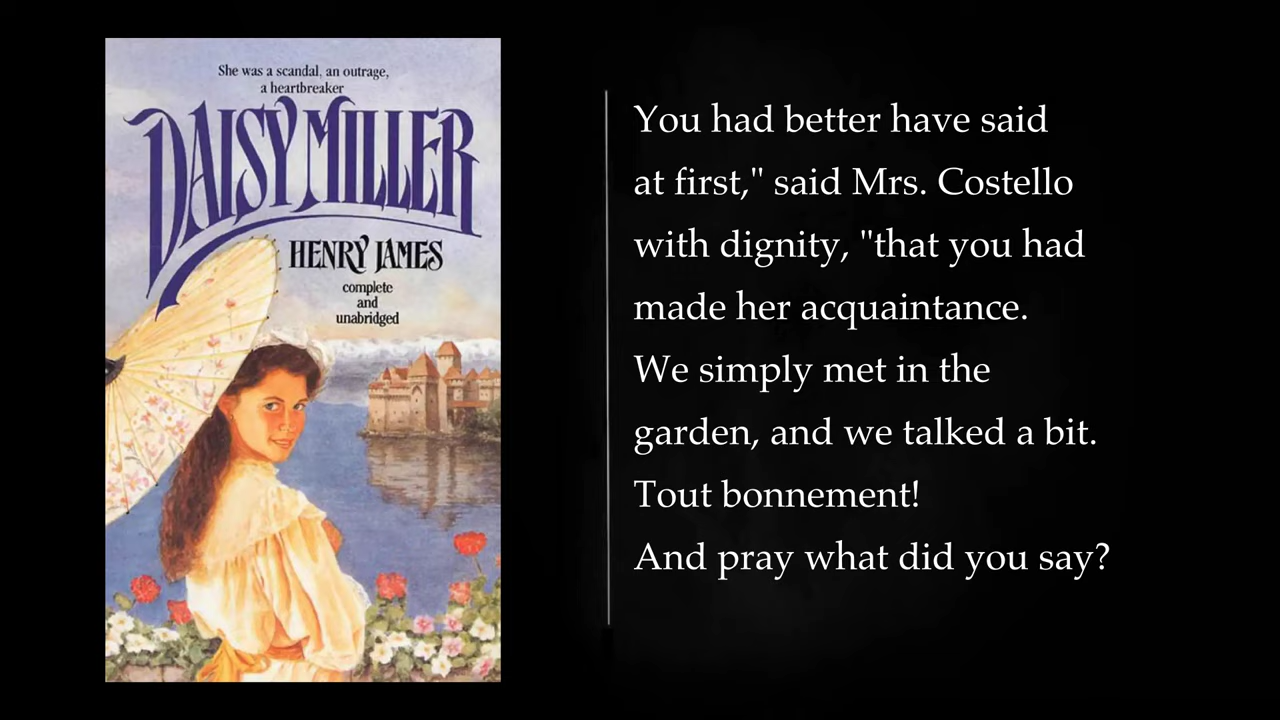 She was a scandal, an outrage,
a heartbreaker
DAISY MILLER
HENRY JAMES
complete
and
unabridged
You had better have said
at first," said Mrs. Costello
with dignity, "that you had
made her acquaintance.
We simply met in the
garden, and we talked a bit.
Tout bonnement!
And pray what did you say?